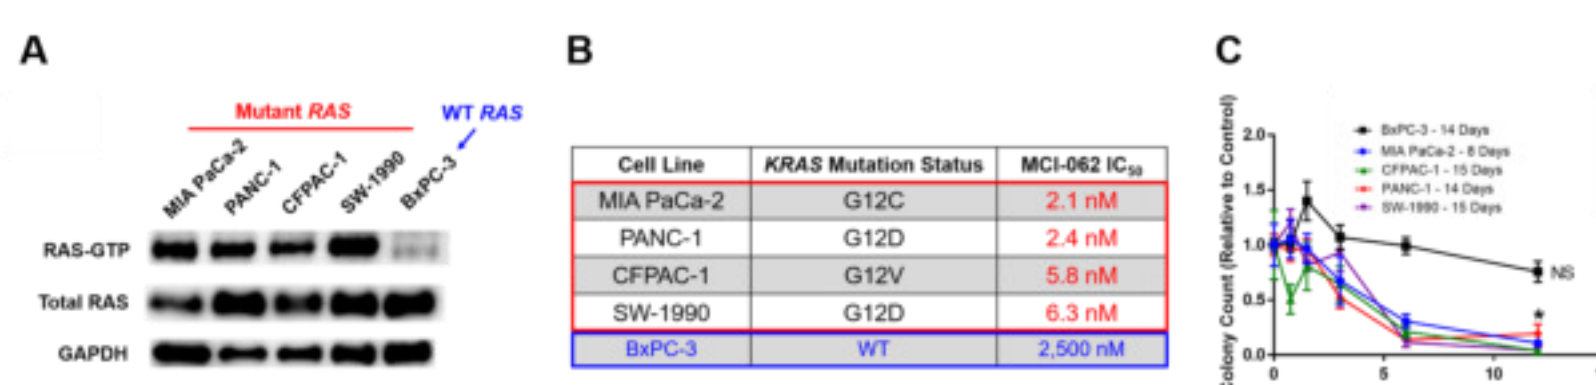 A
Mutant RAS
WT RAS
MIA PaCa-2
PANC-1
CFPAC-1
SW-1990
BxPC-3
RAS-GTP
Total RAS
GAPDH
B
Cell Line KRAS Mutation Status MCI-062 IC50
MIA PaCa-2 G12C 2.1 nM
PANC-1 G12D 2.4 nM
CFPAC-1 G12V 5.8 nM
SW-1990 G12D 6.3 nM
BxPC-3 WT 2,500 nM
C
Colony Count (Relative to Control)
BxPC-3 - 14 Days
MIA PaCa-2 - 8 Days
CFPAC-1 - 15 Days
PANC-1 - 14 Days
SW-1990 - 15 Days
2.0
1.5
1.0
0.5
0.0
NS
*
0 5 10